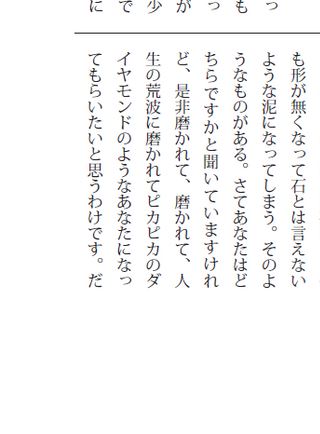 っ
も
っ
が
少
で
に
も形が無くなって石とは言えない
ような泥になってしまう。そのよ
うなものがある。さてあなたはど
ちらですかと聞いていますけれ
ど、是非磨かれて、磨かれて、人
生の荒波に磨かれてピカピカのダ
イヤモンドのようなあなたになっ
てもらいたいと思うわけです。だ